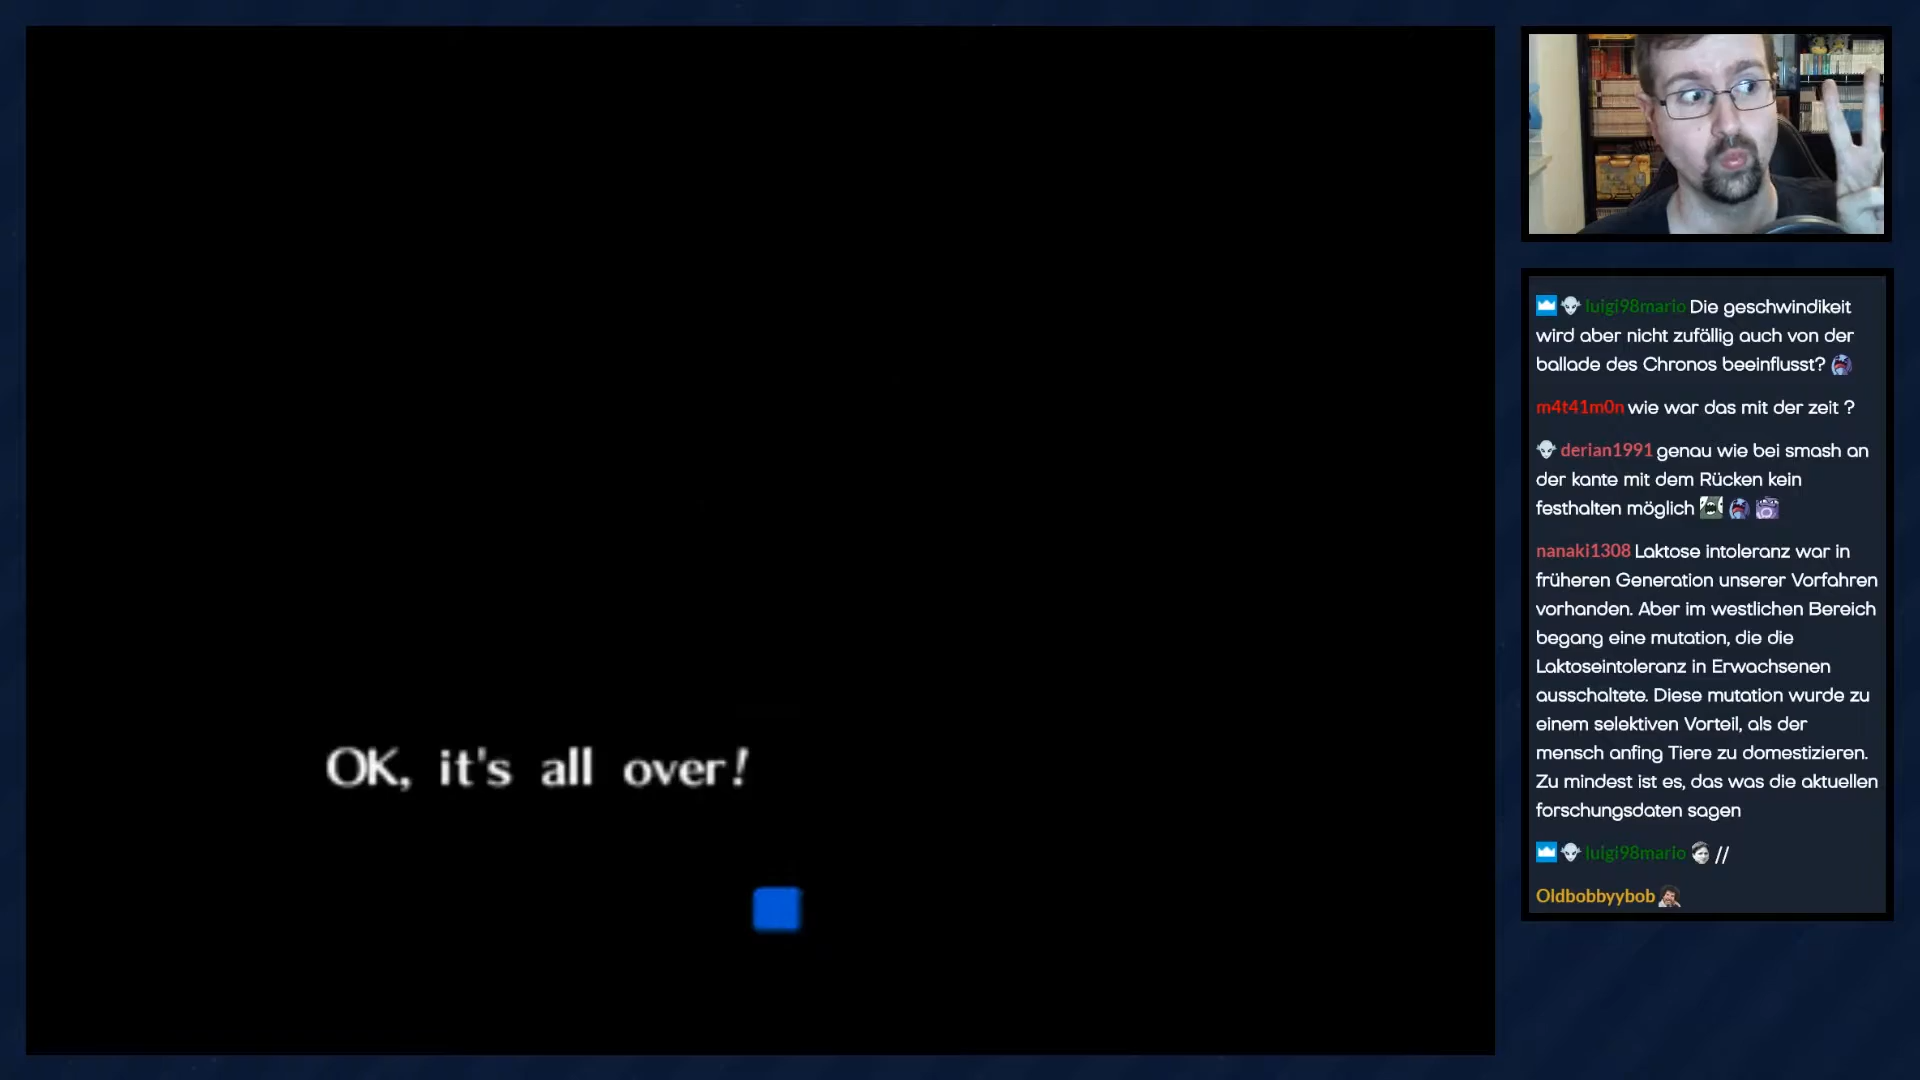 OK, it's all over!
luigi98mario Die geschwindikeit
wird aber nicht zufällig auch von der
ballade des Chronos beeinflusst?
m4t41m0n wie war das mit der zeit ?
derian1991 genau wie bei smash an
der kante mit dem Rücken kein
festhalten möglich
nanaki1308 Laktose intoleranz war in
früheren Generation unserer Vorfahren
vorhanden. Aber im westlichen Bereich
begang eine mutation, die die
Laktoseintoleranz in Erwachsenen
ausschaltete. Diese mutation wurde zu
einem selektiven Vorteil, als der
mensch anfing Tiere zu domestizieren.
Zu mindest ist es, das was die aktuellen
forschungsdaten sagen
luigi98mario //
Oldbobbyybob